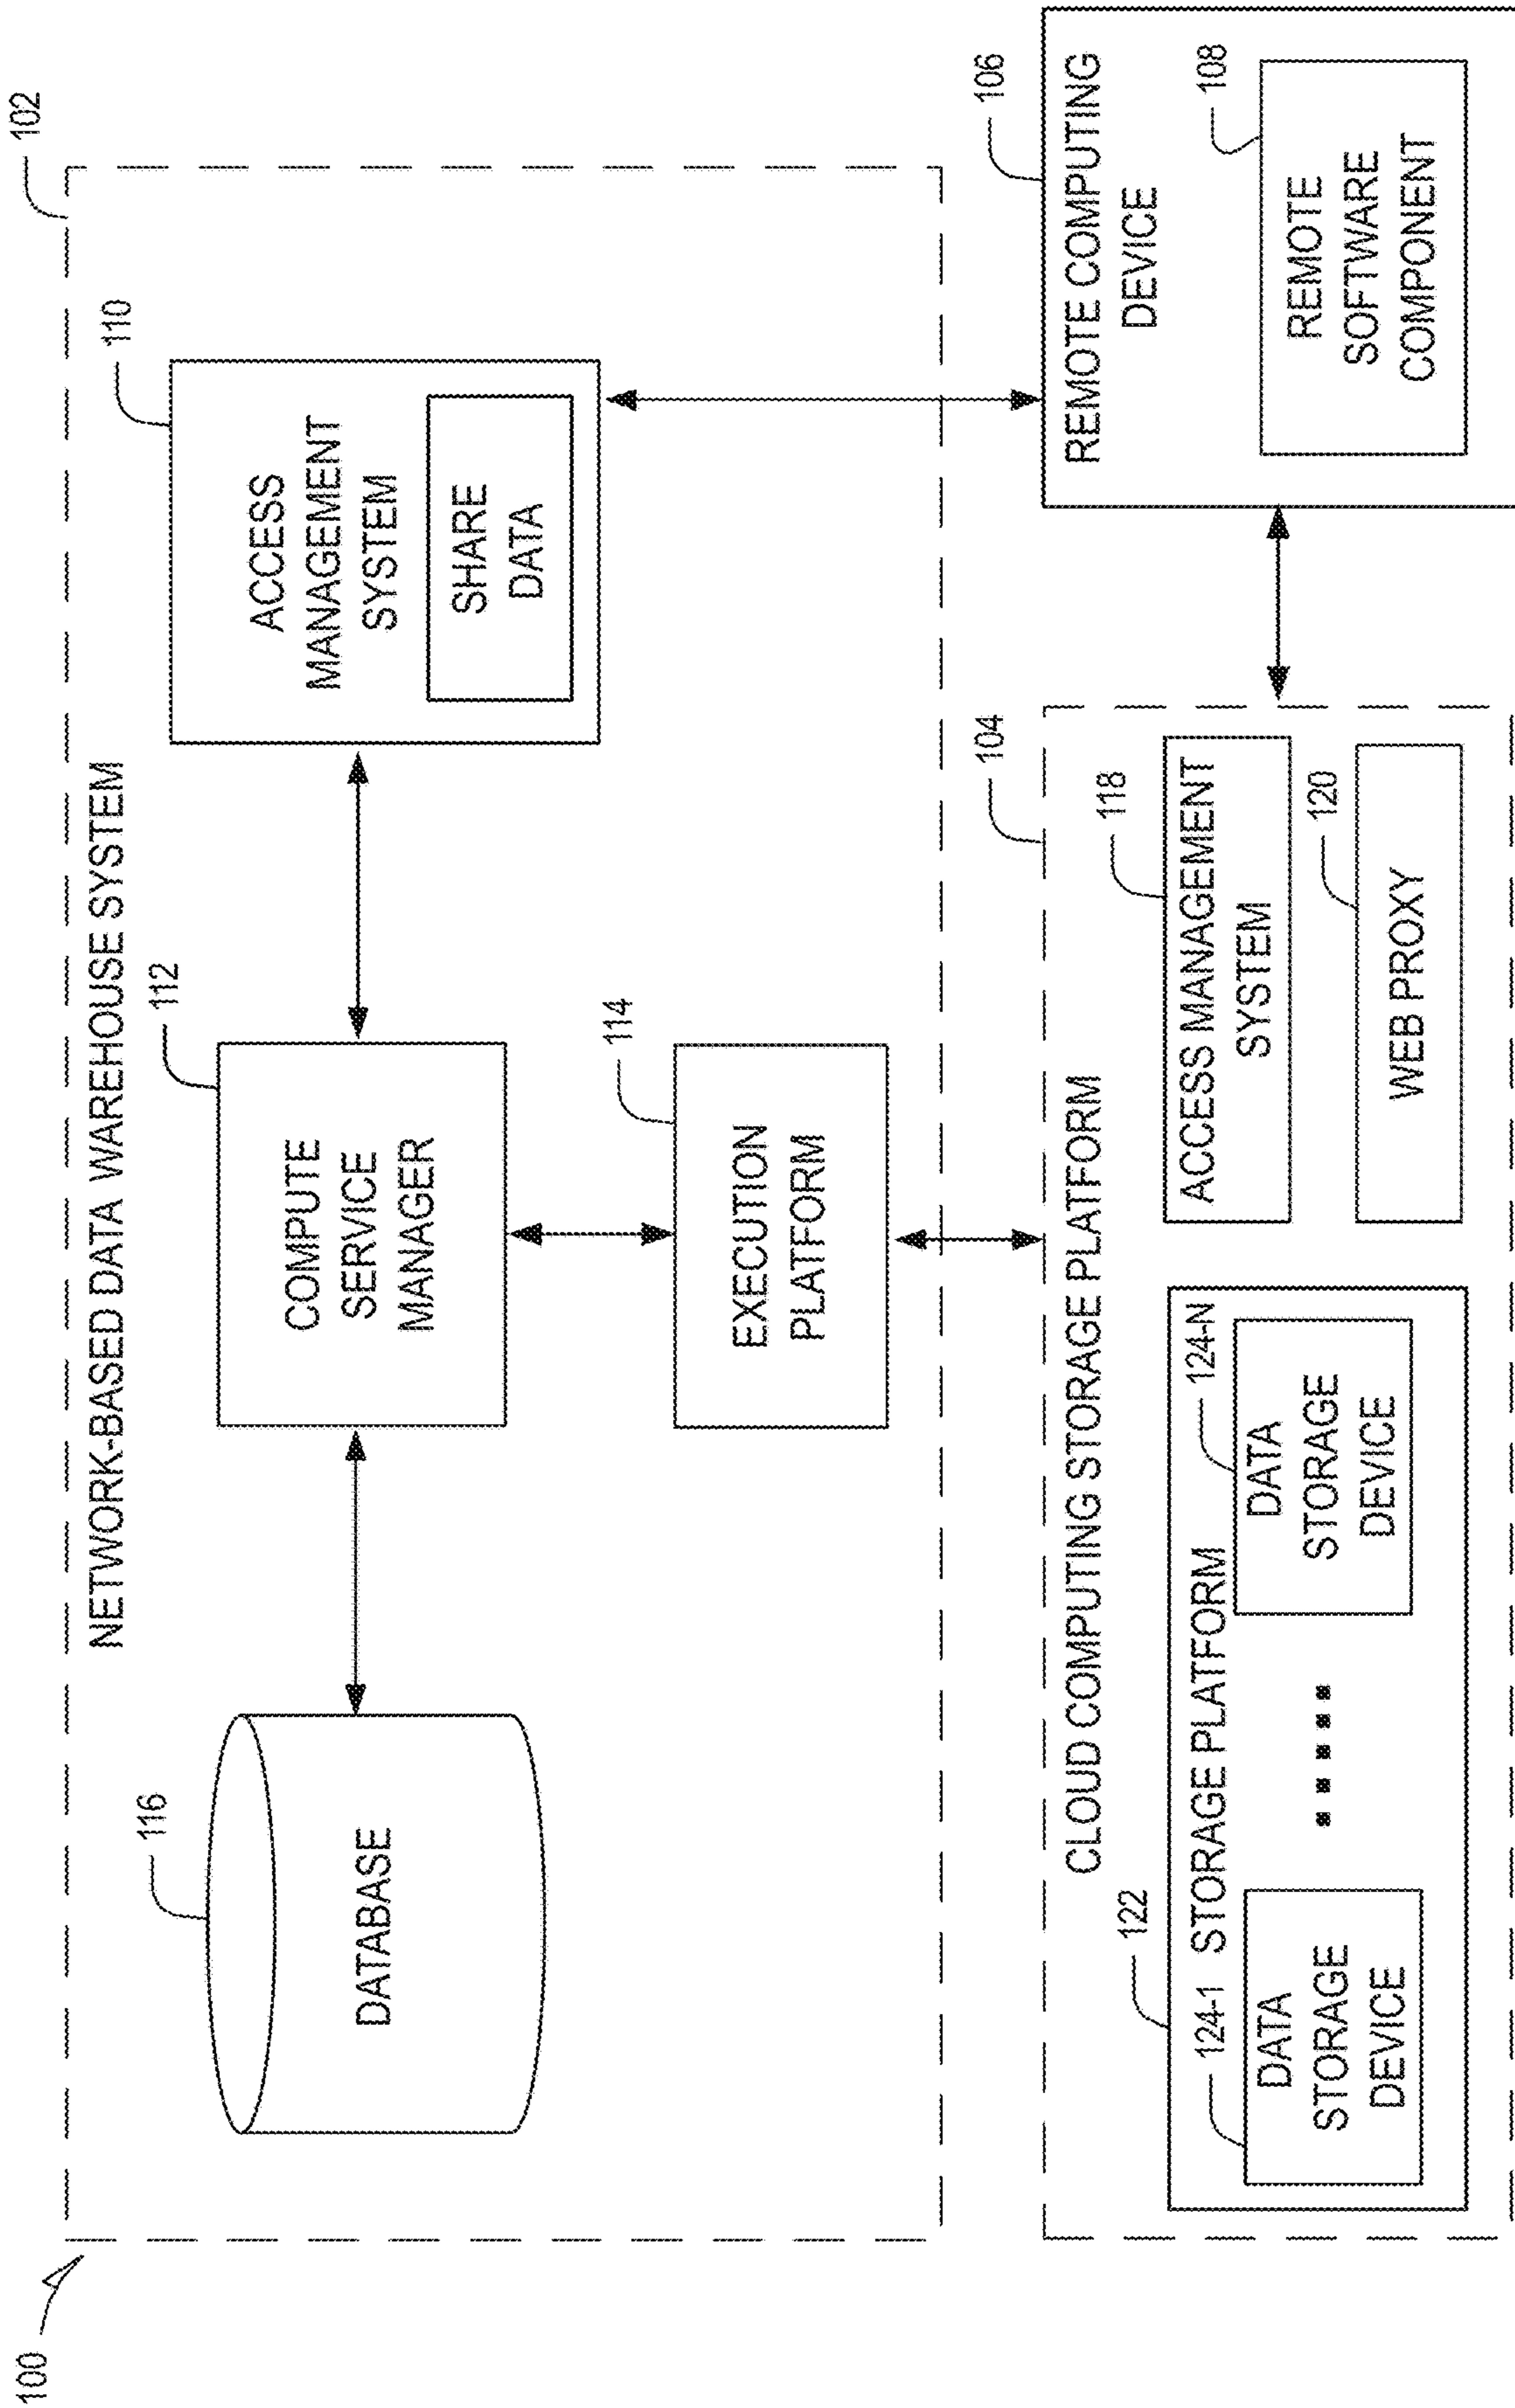 100
102
NETWORK-BASED DATA WAREHOUSE SYSTEM
116
DATABASE
112
COMPUTE
SERVICE
MANAGER
110
ACCESS
MANAGEMENT
SYSTEM
SHARE
DATA
114
EXECUTION
PLATFORM
104
CLOUD COMPUTING STORAGE PLATFORM
122
STORAGE PLATFORM
124-1
DATA
STORAGE
DEVICE
124-N
DATA
STORAGE
DEVICE
118
ACCESS MANAGEMENT
SYSTEM
120
WEB PROXY
106
REMOTE COMPUTING
DEVICE
108
REMOTE
SOFTWARE
COMPONENT